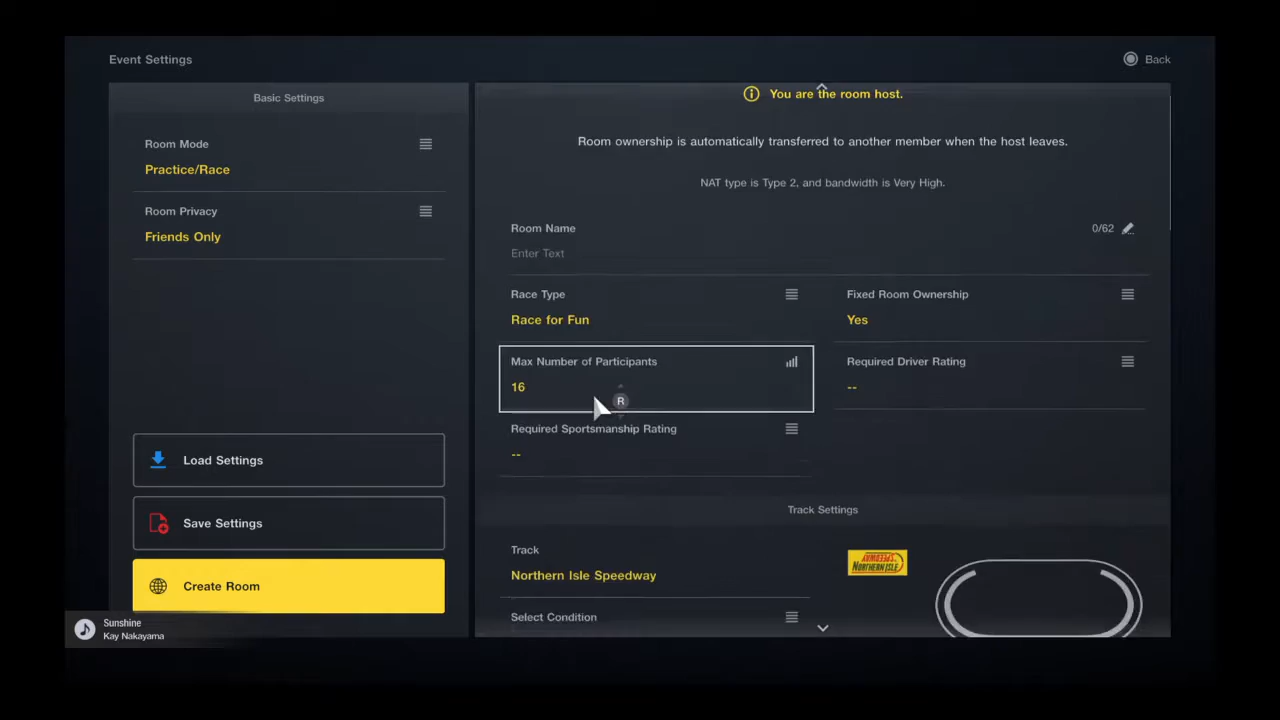 Event Settings
Back
Basic Settings
Room Mode
Practice/Race
Room Privacy
Friends Only
Load Settings
Save Settings
Create Room
Sunshine
Kay Nakayama
You are the room host.
Room ownership is automatically transferred to another member when the host leaves.
NAT type is Type 2, and bandwidth is Very High.
Room Name
0/62
Enter Text
Race Type
Race for Fun
Fixed Room Ownership
Yes
Max Number of Participants
16
R
Required Driver Rating
--
Required Sportsmanship Rating
--
Track Settings
Track
Northern Isle Speedway
SPEEDWAY
NORTHERN ISLE
Select Condition